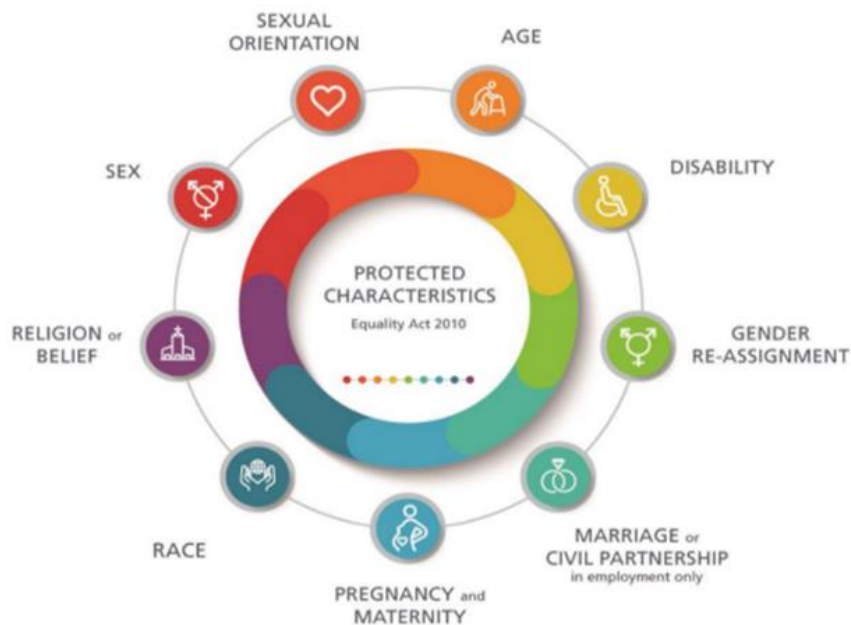 PROTECTED
CHARACTERISTICS
Equality Act 2010
SEXUAL
ORIENTATION
AGE
DISABILITY
GENDER
RE-ASSIGNMENT
MARRIAGE or
CIVIL PARTNERSHIP
in employment only
PREGNANCY and
MATERNITY
RACE
RELIGION or
BELIEF
SEX